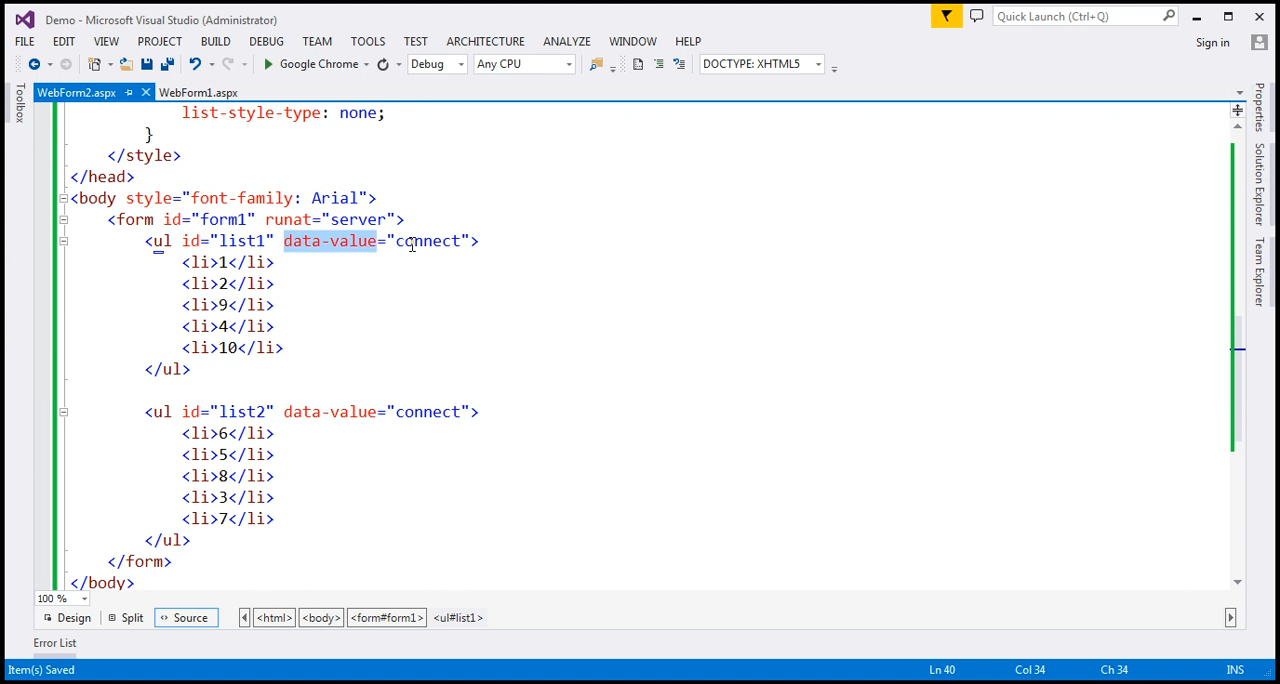 Demo - Microsoft Visual Studio (Administrator)
Quick Launch (Ctrl+Q)
FILE EDIT VIEW PROJECT BUILD DEBUG TEAM TOOLS TEST ARCHITECTURE ANALYZE WINDOW HELP
Sign in
Google Chrome Debug Any CPU DOCTYPE: XHTML5
Toolbox
WebForm2.aspx WebForm1.aspx
Properties
Solution Explorer
Team Explorer
list-style-type: none;
}
</style>
</head>
<body style="font-family: Arial">
<form id="form1" runat="server">
<ul id="list1" data-value="connect">
<li>1</li>
<li>2</li>
<li>9</li>
<li>4</li>
<li>10</li>
</ul>
<ul id="list2" data-value="connect">
<li>6</li>
<li>5</li>
<li>8</li>
<li>3</li>
<li>7</li>
</ul>
</form>
</body>
100 %
Design Split Source <html> <body> <form#form1> <ul#list1>
Error List
Item(s) Saved Ln 40 Col 34 Ch 34 INS